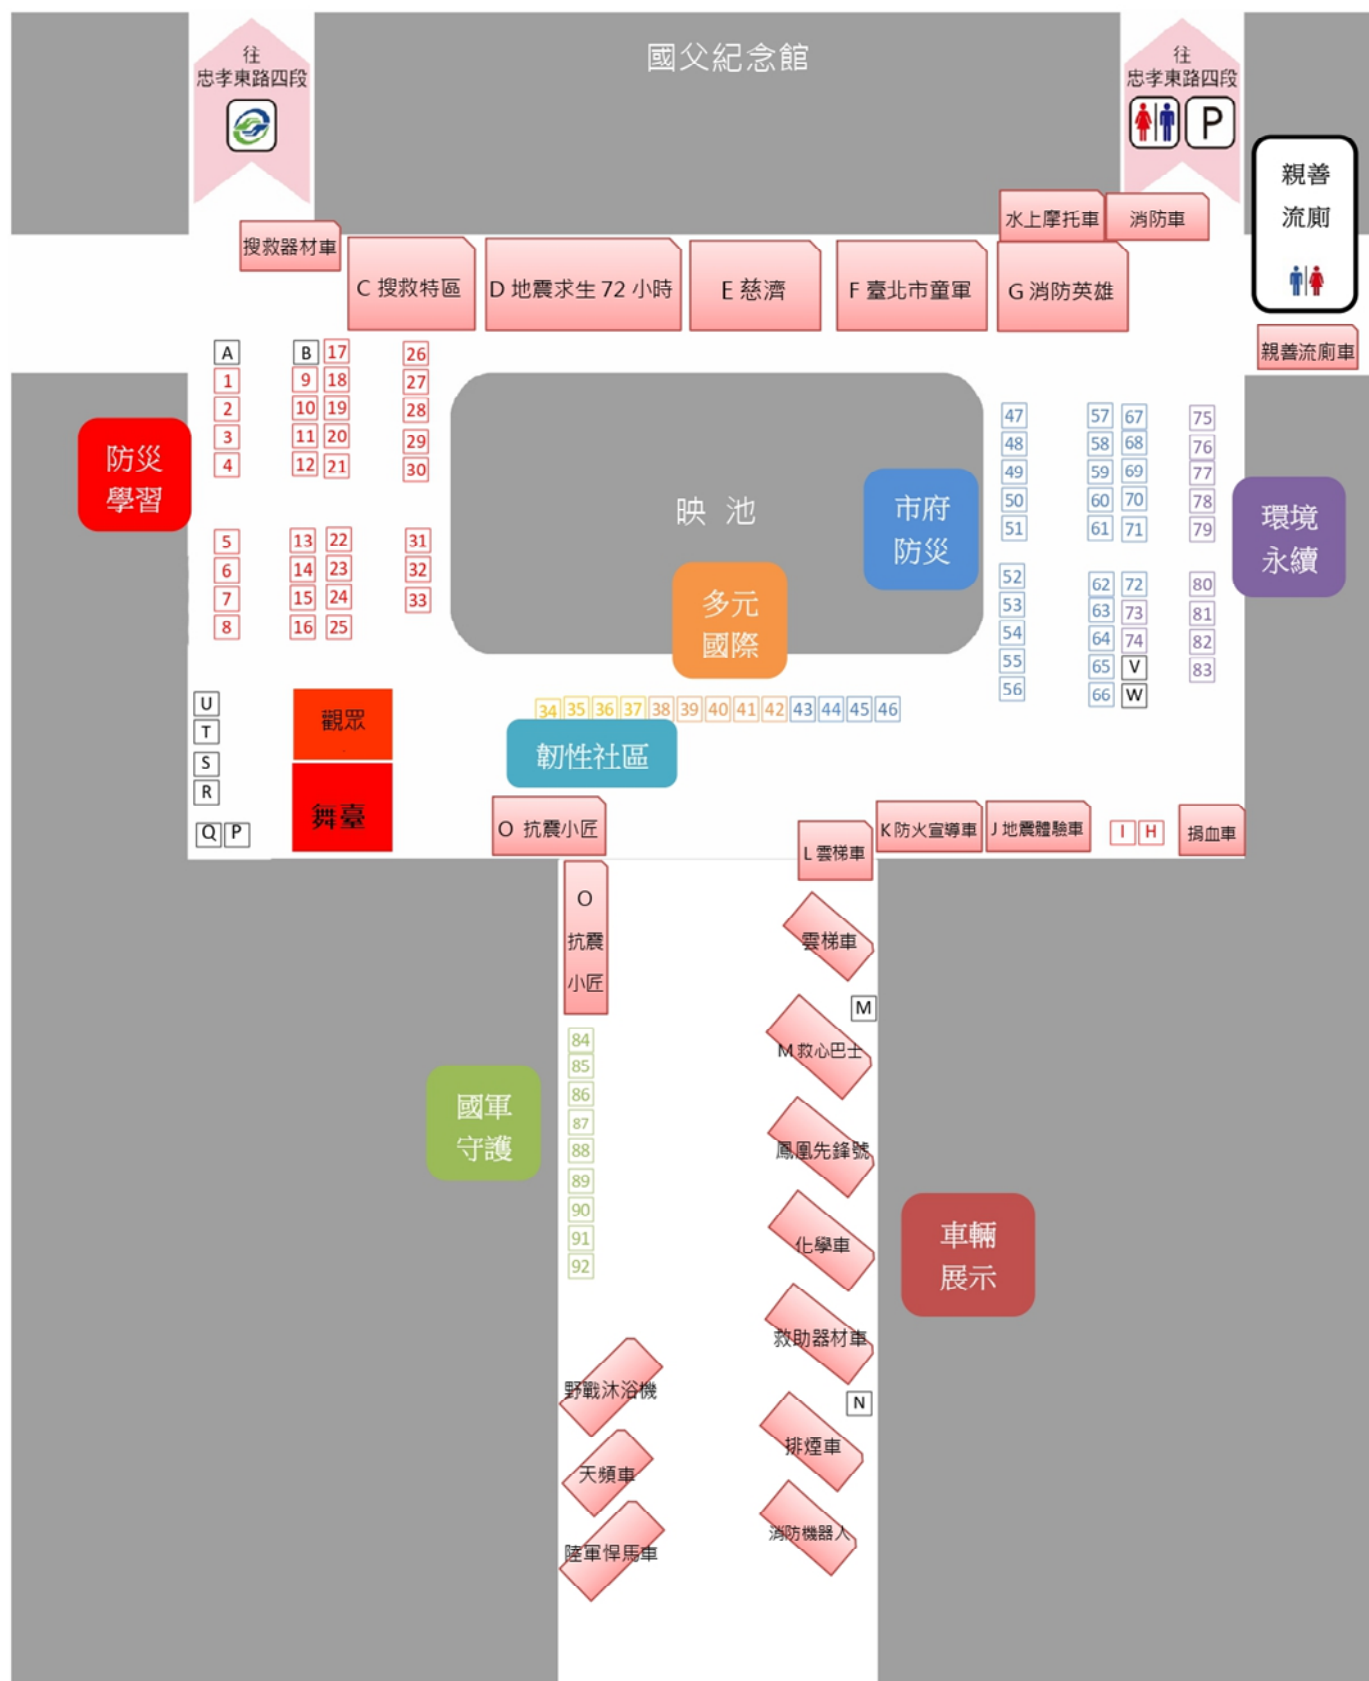 國父紀念館
往
忠孝東路四段
往
忠孝東路四段
P
親善
流廁
水上摩托車
消防車
搜救器材車
C 搜救特區
D 地震求生 72 小時
E 慈濟
F 臺北市童軍
G 消防英雄
親善流廁車
A
1
2
3
4
5
6
7
8
B
9
10
11
12
13
14
15
16
17
18
19
20
21
22
23
24
25
26
27
28
29
30
31
32
33
防災
學習
映 池
市府
防災
多元
國際
47
48
49
50
51
52
53
54
55
56
57
58
59
60
61
62
63
64
65
66
67
68
69
70
71
72
73
74
V
W
75
76
77
78
79
80
81
82
83
環境
永續
34 35 36 37 38 39 40 41 42 43 44 45 46
韌性社區
U
T
S
R
Q P
觀眾
舞臺
O 抗震小匠
O
抗震
小匠
L 雲梯車
K 防火宣導車
J 地震體驗車
I H
捐血車
雲梯車
M
M 救心巴士
鳳凰先鋒號
化學車
救助器材車
N
排煙車
消防機器人
車輛
展示
84
85
86
87
88
89
90
91
92
國軍
守護
野戰沐浴機
天頻車
陸軍悍馬車